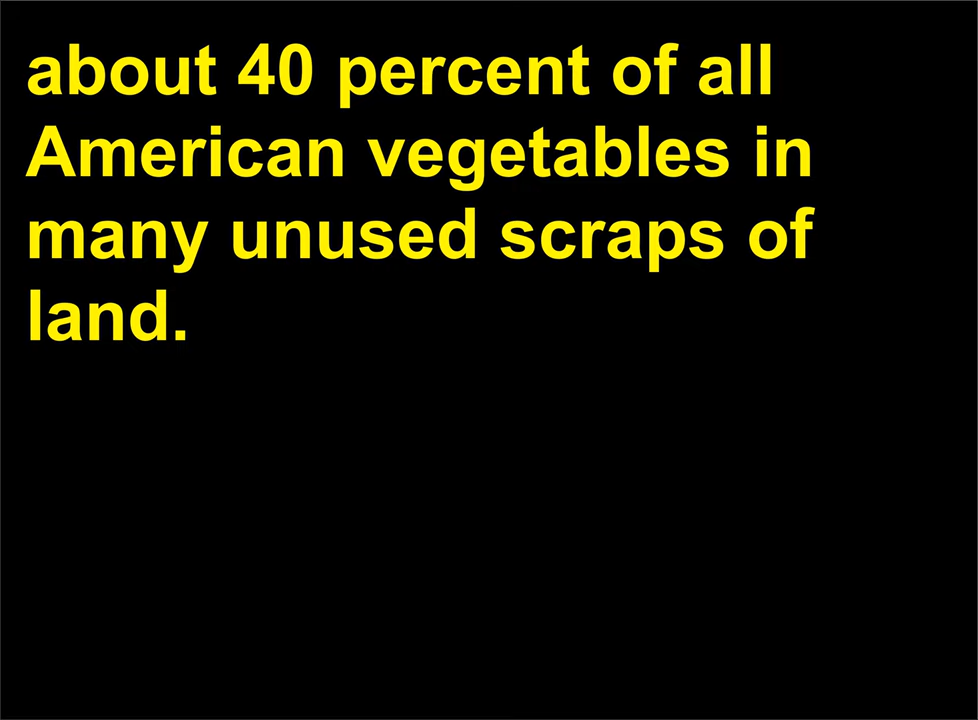 about 40 percent of all
American vegetables in
many unused scraps of
land.